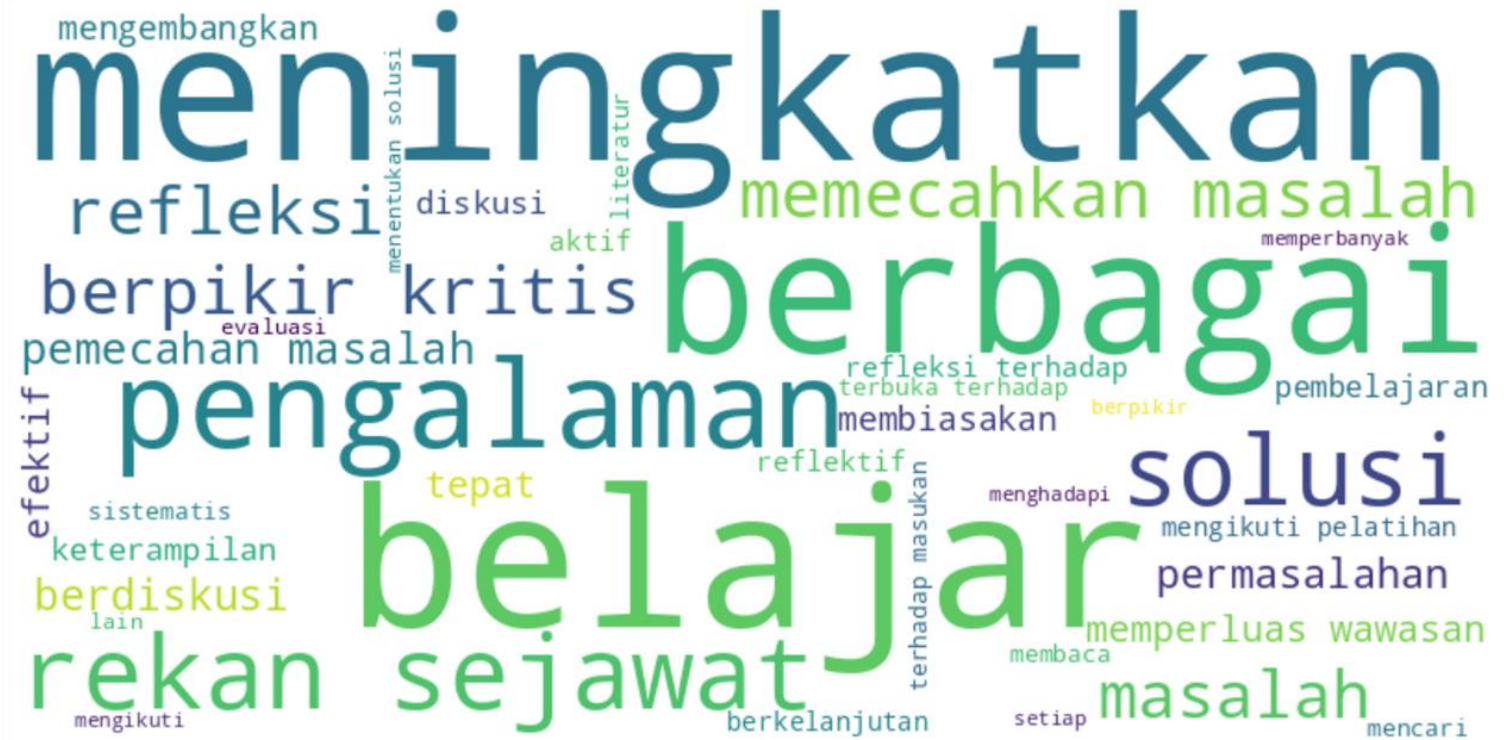 mengembangkan
meningkatkan
menentukan solusi
literatur
refleksi
diskusi
memecahkan masalah
aktif
memperbanyak
berpikir kritis
berbagai
evaluasi
pemecahan masalah
refleksi terhadap
pengalaman
terbuka terhadap
pembelajaran
efektif
membiasakan
berpikir
solusi
reflektif
tepat
menghadapi
terhadap masukan
belajar
sistematis
mengikuti pelatihan
keterampilan
permasalahan
berdiskusi
lain
memperluas wawasan
rekan sejawat
membaca
masalah
mengikuti
berkelanjutan
setiap
mencari